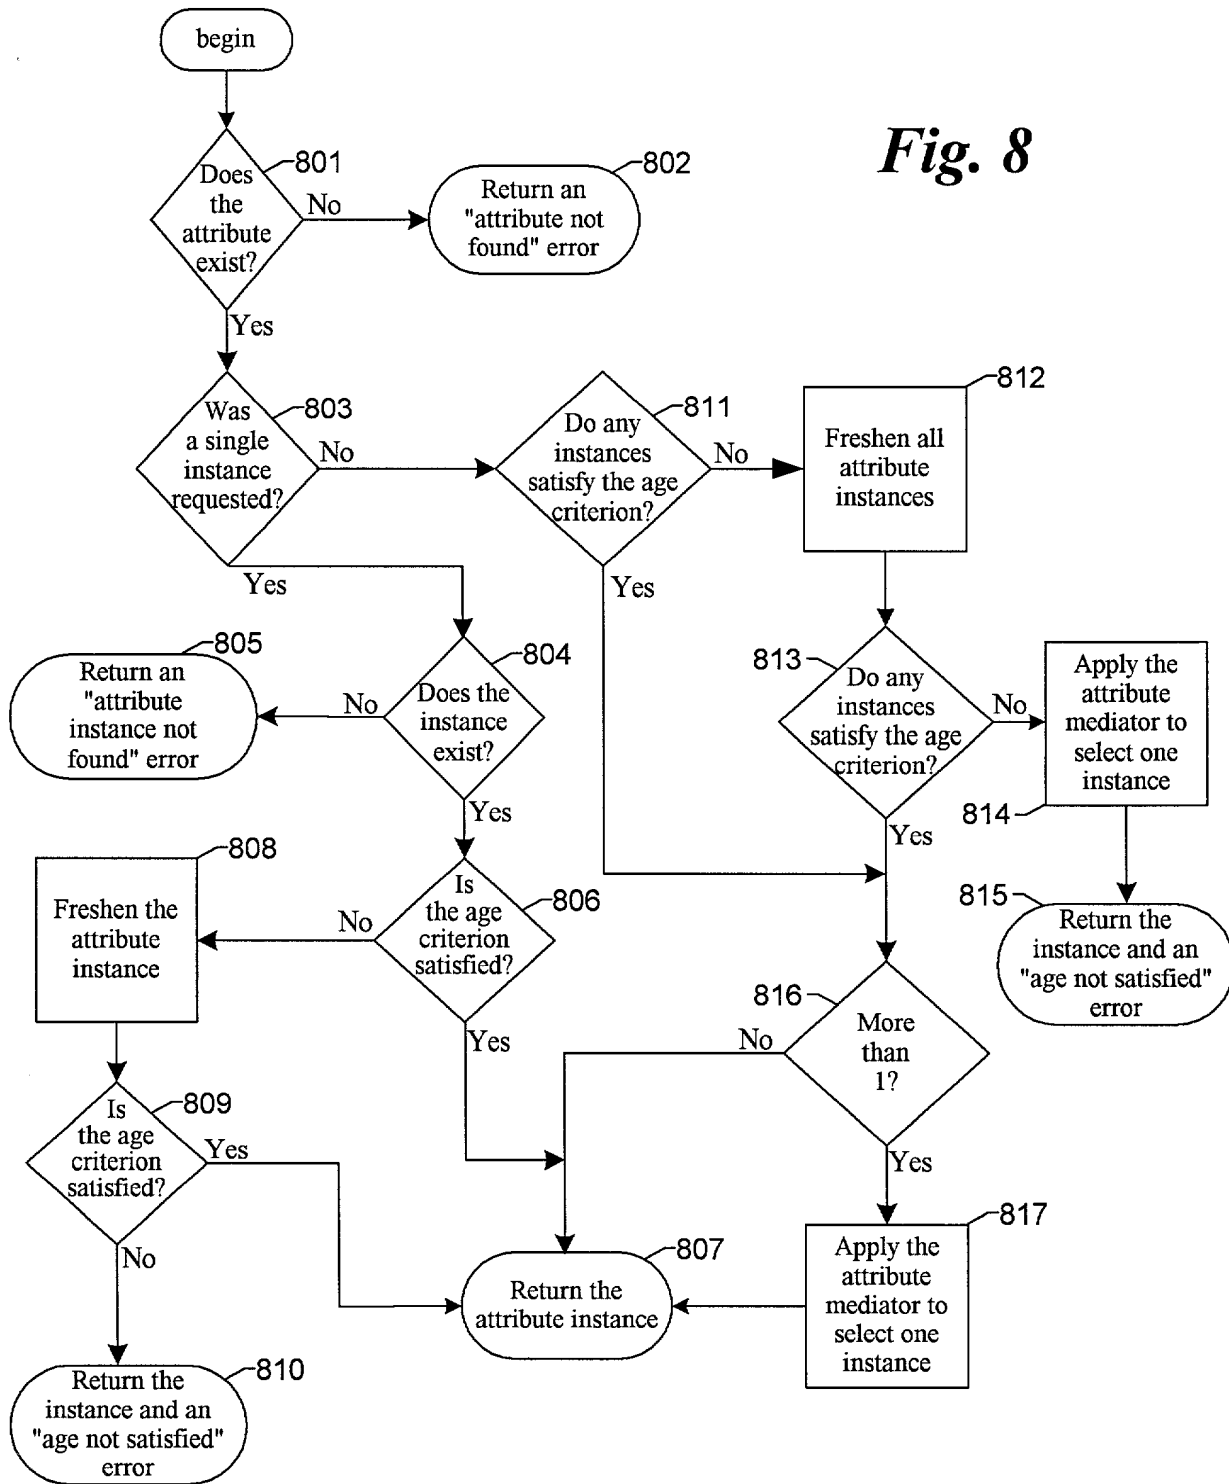 begin
Fig. 8
801
Does
the
attribute
exist?
No
802
Return an
"attribute not
found" error
Yes
803
Was
a single
instance
requested?
No
811
Do any
instances
satisfy the age
criterion?
No
812
Freshen all
attribute
instances
Yes
Yes
805
Return an
"attribute
instance not
found" error
No
804
Does the
instance
exist?
813
Do any
instances
satisfy the age
criterion?
No
Apply the
attribute
mediator to
select one
instance
814
Yes
Yes
808
Freshen the
attribute
instance
No
806
Is
the age
criterion
satisfied?
815
Return the
instance and an
"age not satisfied"
error
Yes
816
More
than
1?
No
Yes
809
Is
the age
criterion
satisfied?
Yes
No
807
Return the
attribute instance
817
Apply the
attribute
mediator to
select one
instance
810
Return the
instance and an
"age not satisfied"
error